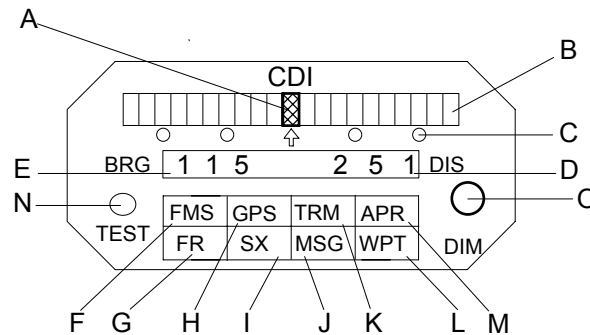 A
B
CDI
C
E BRG 1 1 5 2 5 1 DIS D
N O
FMS GPS TRM APR
TEST FR SX MSG WPT DIM
F G H I J K L M